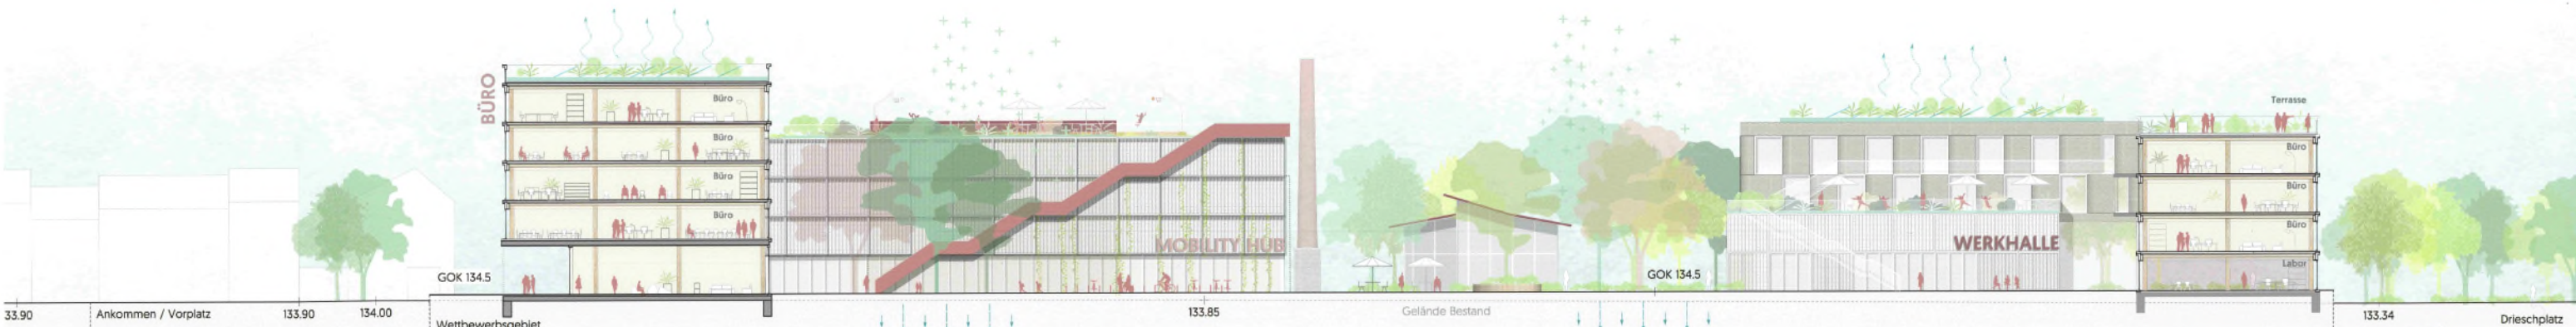 BÜRO
Büro
Büro
Büro
Büro
MOBILITY HUB
WERKHALLE
Terrasse
Büro
Büro
Büro
Labor
GOK 134.5
GOK 134.5
33.90
Ankommen / Vorplatz
133.90
134.00
Wettbewerbsgebiet
133.85
Gelände Bestand
133.34
Drieschplatz